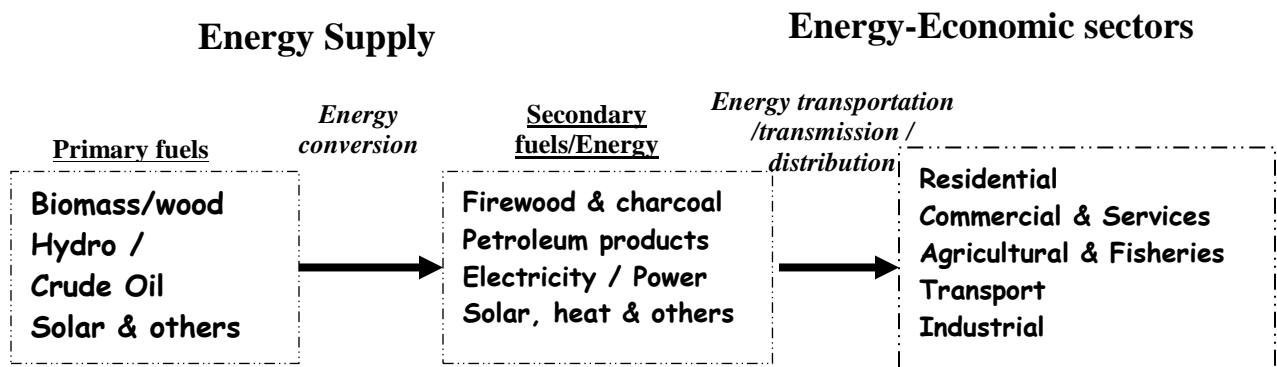 Energy Supply
Energy-Economic sectors
Energy
conversion
Energy transportation
/transmission /
distribution
Primary fuels
Biomass/wood
Hydro /
Crude Oil
Solar & others
Secondary
fuels/Energy
Firewood & charcoal
Petroleum products
Electricity / Power
Solar, heat & others
Residential
Commercial & Services
Agricultural & Fisheries
Transport
Industrial